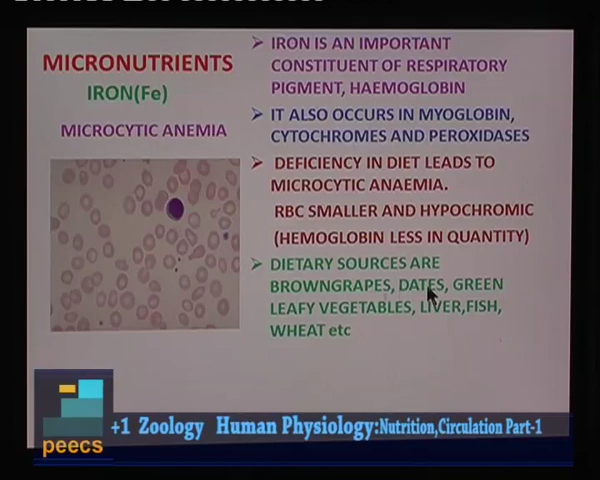 MICRONUTRIENTS
IRON(Fe)
MICROCYTIC ANEMIA
➢ IRON IS AN IMPORTANT
CONSTITUENT OF RESPIRATORY
PIGMENT, HAEMOGLOBIN
➢ IT ALSO OCCURS IN MYOGLOBIN,
CYTOCHROMES AND PEROXIDASES
➢ DEFICIENCY IN DIET LEADS TO
MICROCYTIC ANAEMIA.
RBC SMALLER AND HYPOCHROMIC
(HEMOGLOBIN LESS IN QUANTITY)
➢ DIETARY SOURCES ARE
BROWNGRAPES, DATES, GREEN
LEAFY VEGETABLES, LIVER,FISH,
WHEAT etc
peecs
+1 Zoology Human Physiology:Nutrition,Circulation Part-1